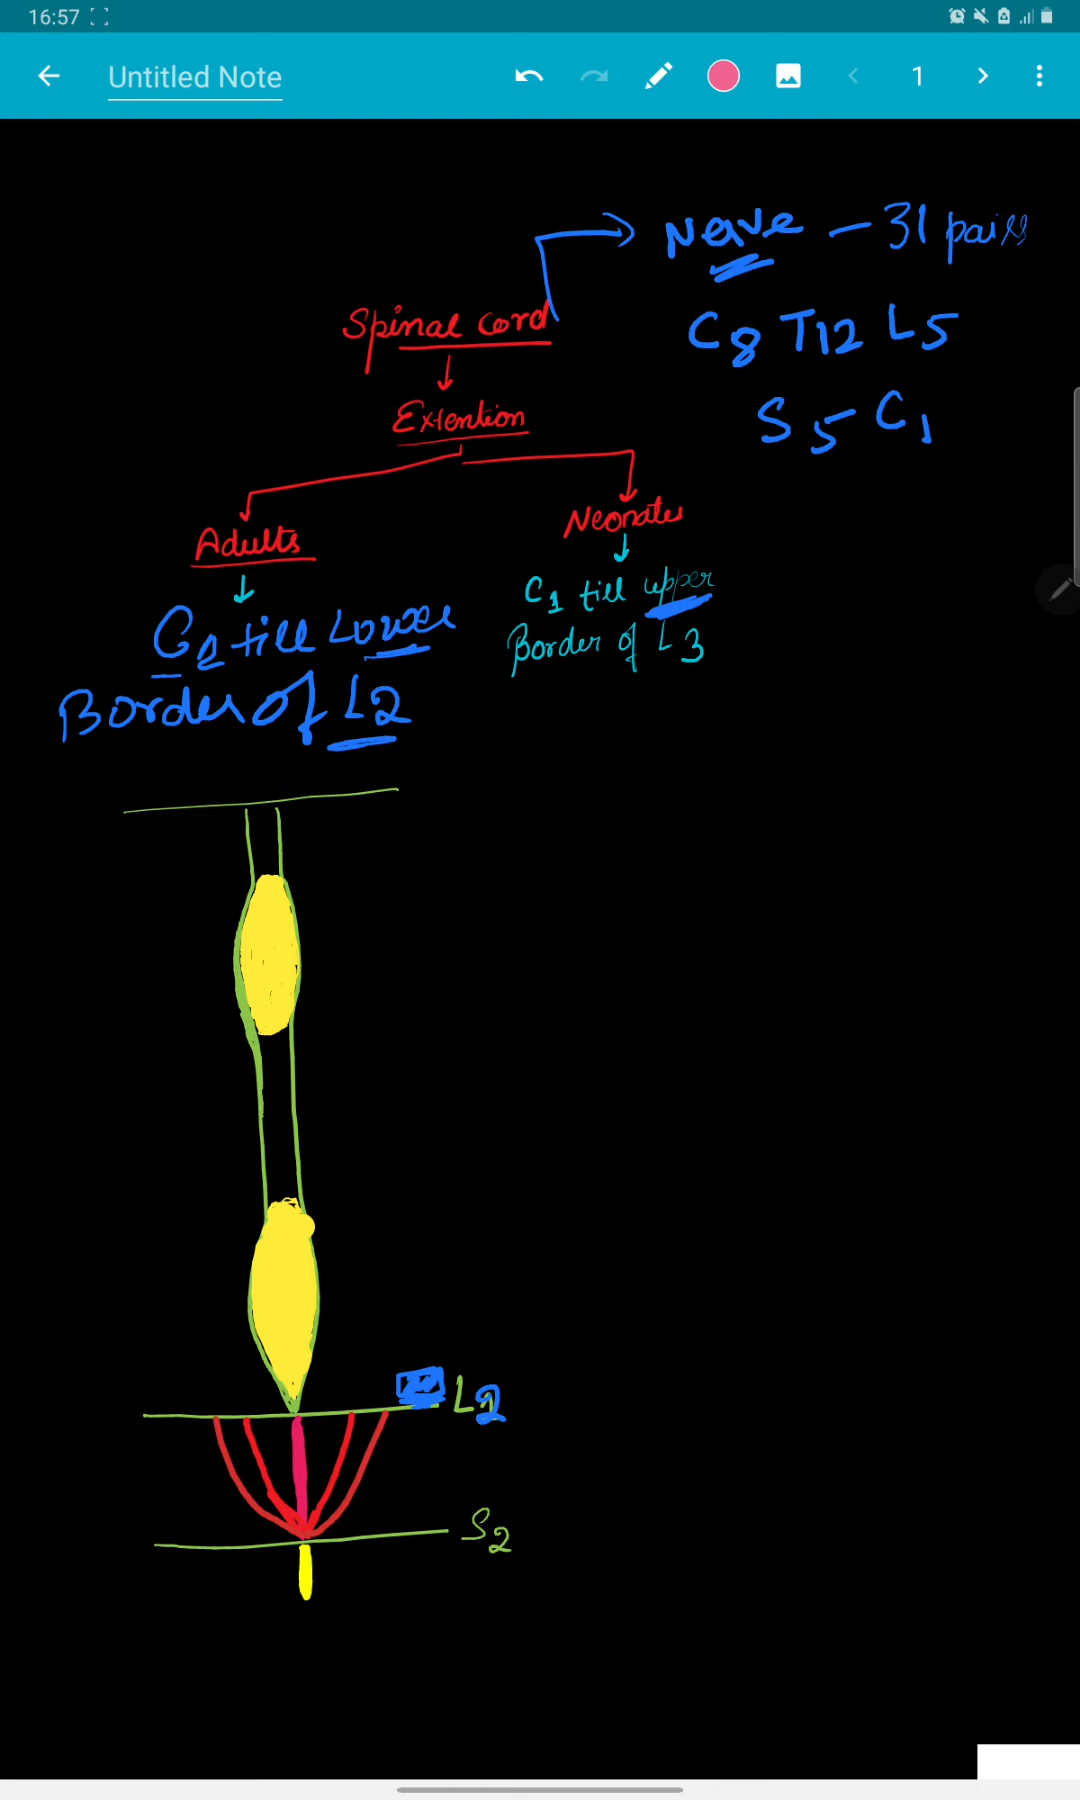 16:57
Untitled Note
1
Nerve - 31 pairs
C8 T12 L5
S5 C1
Spinal cord
Extention
Adults
Neonates
till Lower
Border of L2
C1 till upper
Border of L3
L2
S2